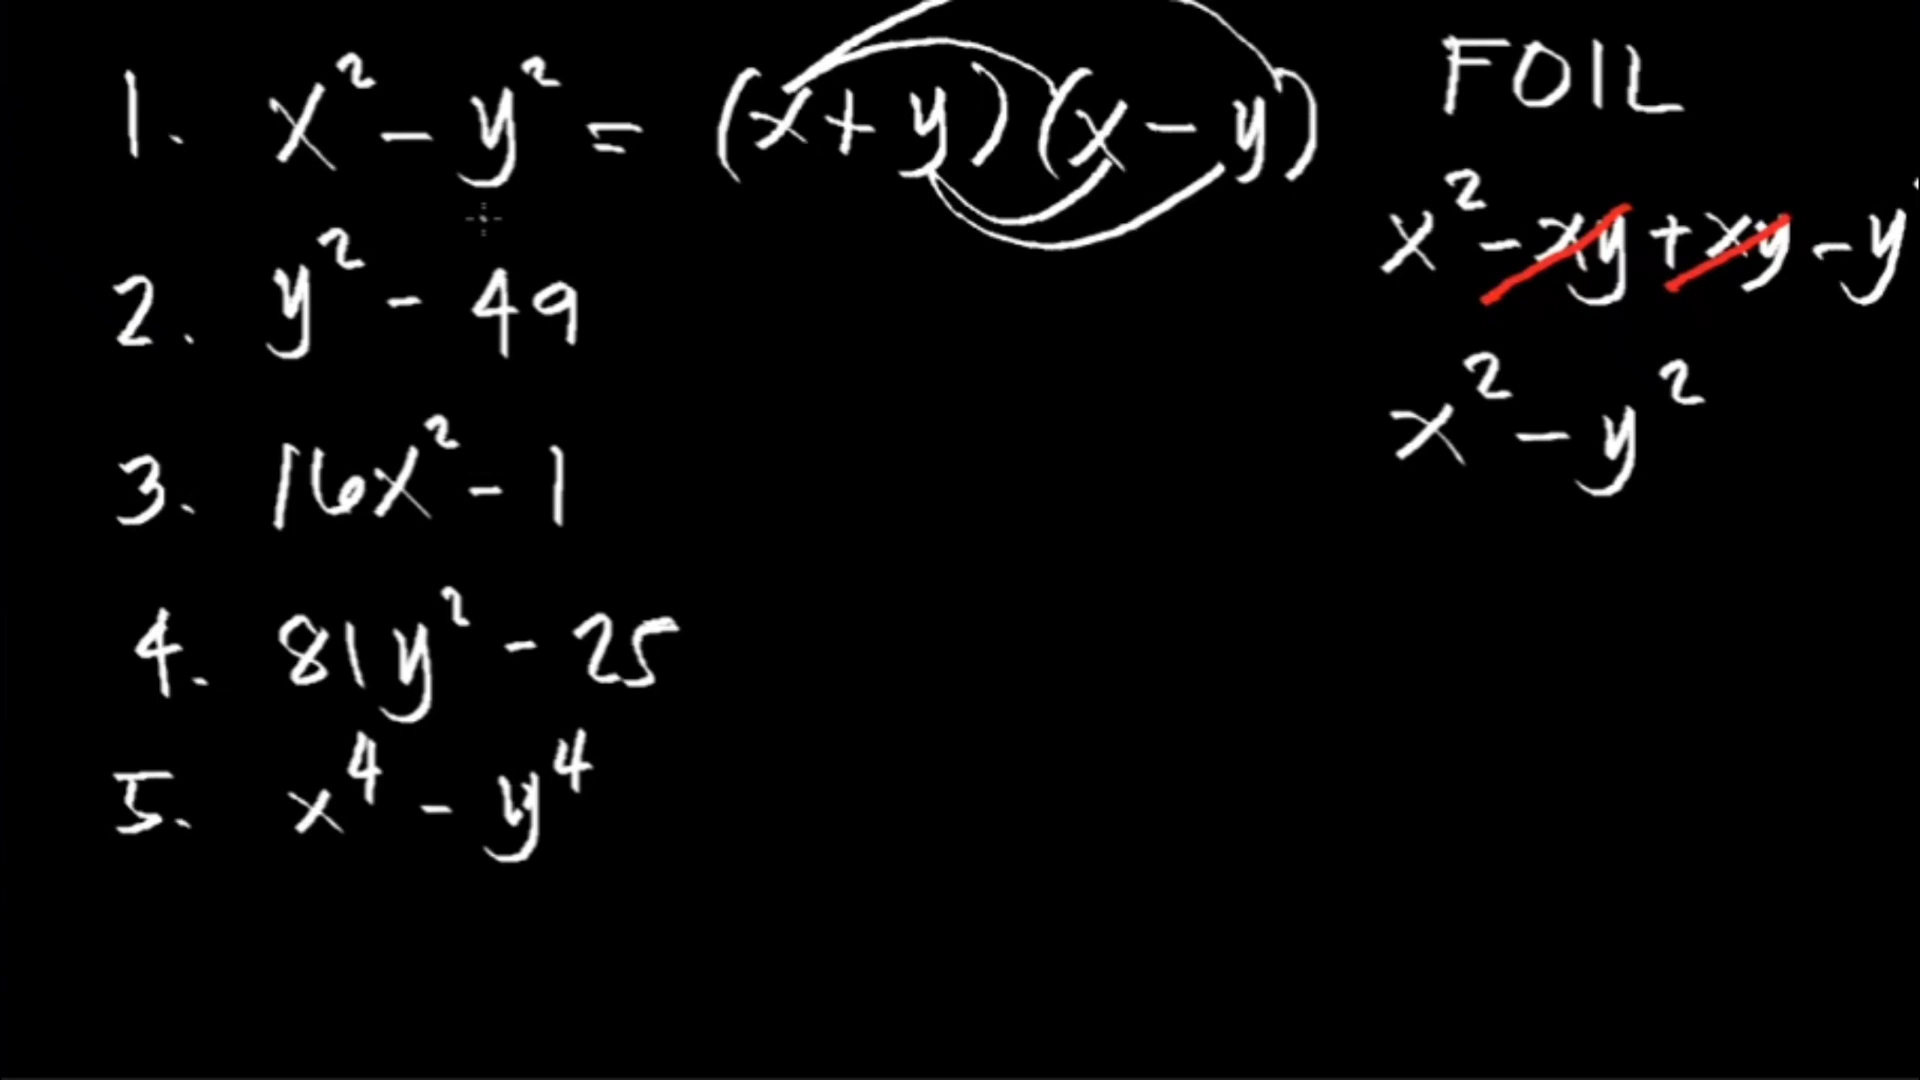 1. x² - y² = (x + y)(x - y)
2. y² - 49
3. 16x² - 1
4. 81y² - 25
5. x⁴ - y⁴
FOIL
x² - xy + xy - y
x² - y²